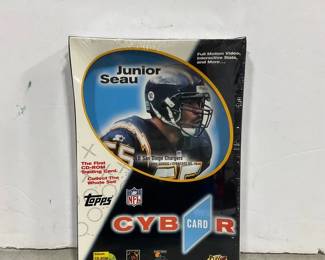 Full Motion Video,
Interactive Stats,
and More...
Junior
Seau
55
San Diego Chargers
The First
CD-ROM
Trading Card.
Collect The
Whole Set!
TOPPS
NFL
CYB
CARD
R